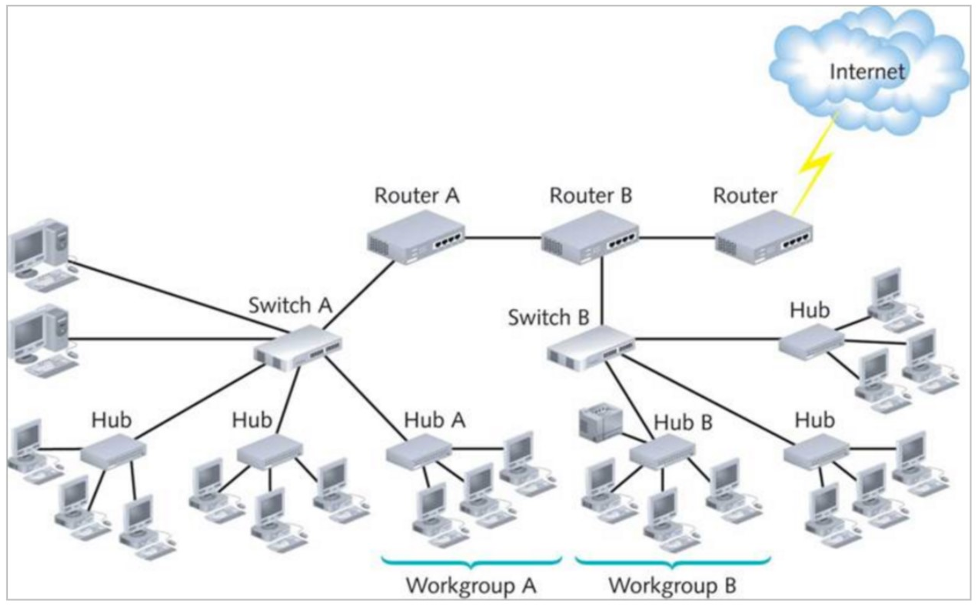 Internet
Router A
Router B
Router
Switch A
Switch B
Hub
Hub
Hub
Hub A
Hub B
Hub
Workgroup A
Workgroup B